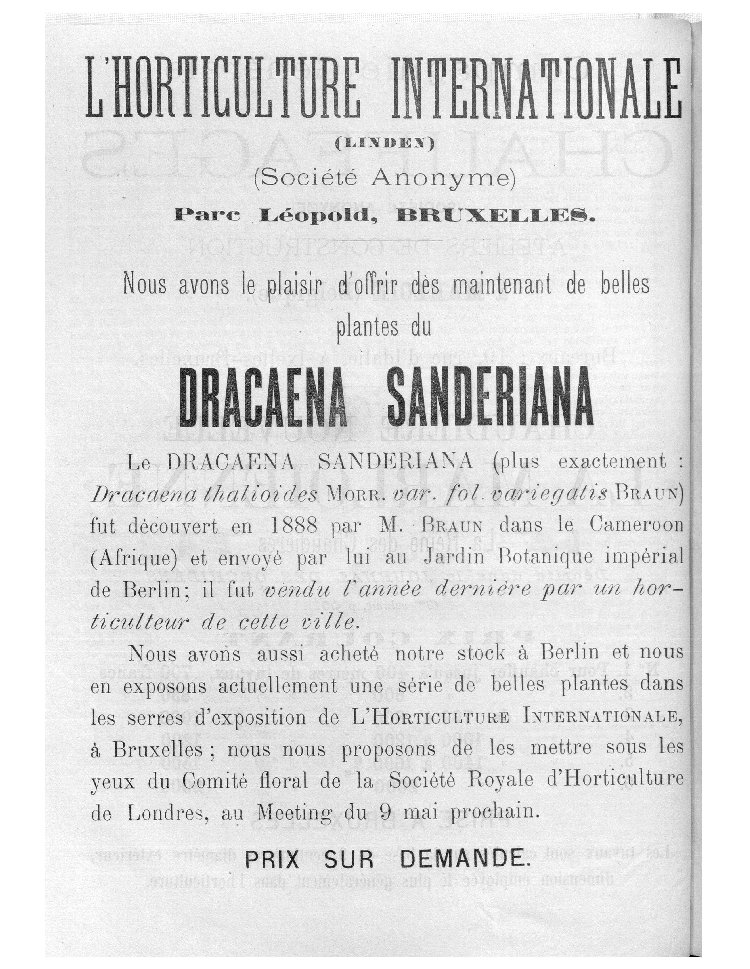 L'HORTICULTURE INTERNATIONALE
(LINDEN)
(Société Anonyme)
Parc Léopold, BRUXELLES.
Nous avons le plaisir d'offrir dès maintenant de belles
plantes du
DRACAENA SANDERIANA
Le DRACAENA SANDERIANA (plus exactement :
Dracaena thalioides MORR. var. fol. variegatis BRAUN)
fut découvert en 1888 par M. BRAUN dans le Cameroon
(Afrique) et envoyé par lui au Jardin Botanique impérial
de Berlin; il fut vendu l'année dernière par un hor-
ticulteur de cette ville.
Nous avons aussi acheté notre stock à Berlin et nous
en exposons actuellement une série de belles plantes dans
les serres d'exposition de L'HORTICULTURE INTERNATIONALE,
à Bruxelles ; nous nous proposons de les mettre sous les
yeux du Comité floral de la Société Royale d'Horticulture
de Londres, au Meeting du 9 mai prochain.
PRIX SUR DEMANDE.